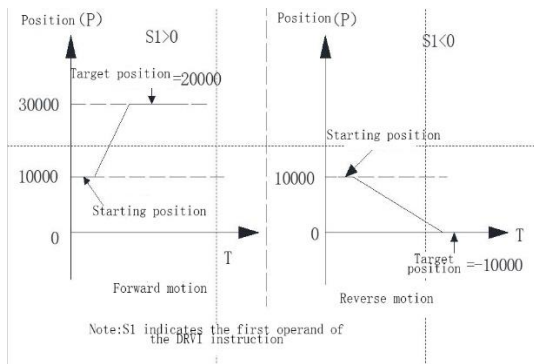 Position(P)
S1>0
Target position=20000
30000
10000
Starting position
0
T
Forward motion
Position(P)
S1<0
Starting position
10000
0
T
Target
position=-10000
Reverse motion
Note:S1 indicates the first operand of
the DRVI instruction